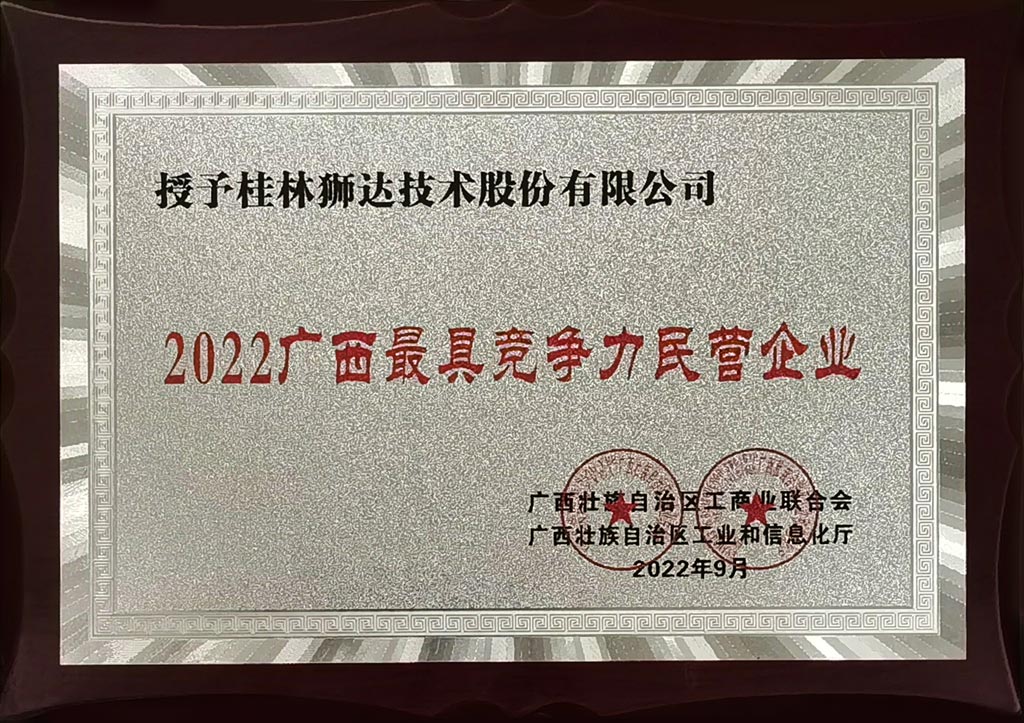 授予桂林狮达技术股份有限公司
2022广西最具竞争力民营企业
广西壮族自治区工商业联合会
广西壮族自治区工业和信息化厅
2022年9月